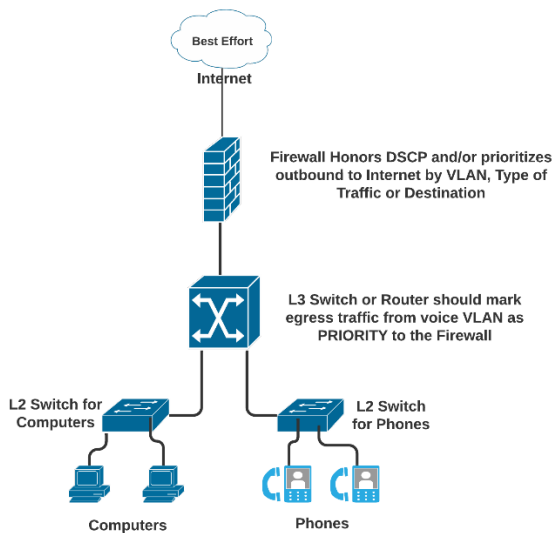 Best Effort
Internet
Firewall Honors DSCP and/or prioritizes
outbound to Internet by VLAN, Type of
Traffic or Destination
L3 Switch or Router should mark
egress traffic from voice VLAN as
PRIORITY to the Firewall
L2 Switch for
Computers
L2 Switch
for Phones
Computers
Phones